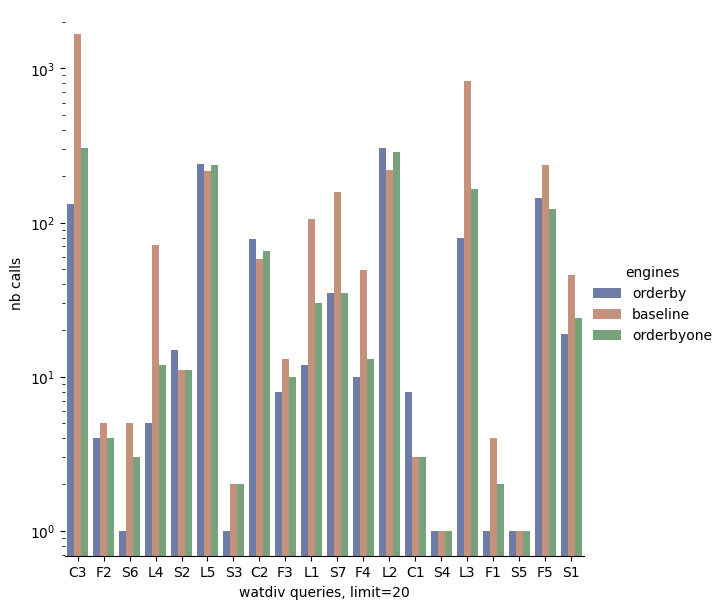 nb calls
10³
10²
10¹
10⁰
C3 F2 S6 L4 S2 L5 S3 C2 F3 L1 S7 F4 L2 C1 S4 L3 F1 S5 F5 S1
watdiv queries, limit=20
engines
orderby
baseline
orderbyone